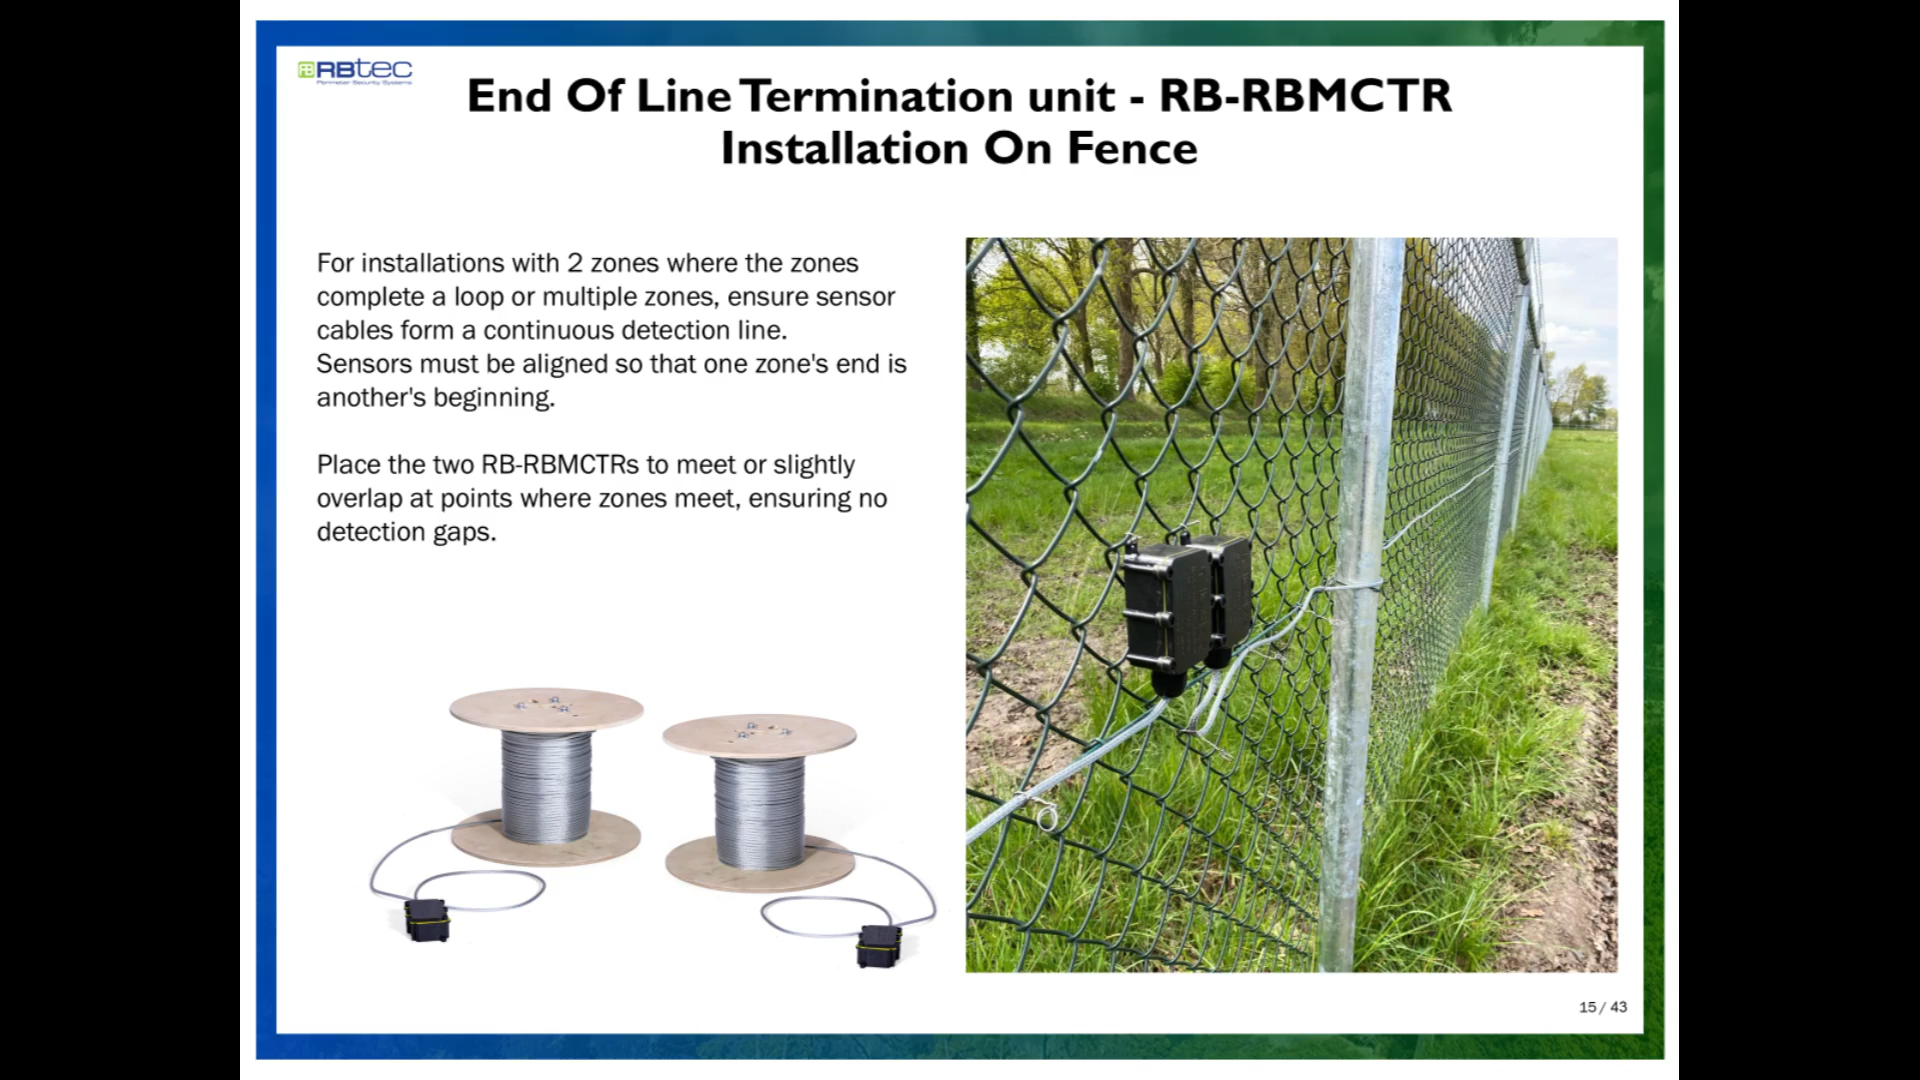 RBtec
Perimeter Security Systems
End Of Line Termination unit - RB-RBMCTR
Installation On Fence
For installations with 2 zones where the zones
complete a loop or multiple zones, ensure sensor
cables form a continuous detection line.
Sensors must be aligned so that one zone's end is
another's beginning.
Place the two RB-RBMCTRs to meet or slightly
overlap at points where zones meet, ensuring no
detection gaps.
15 / 43